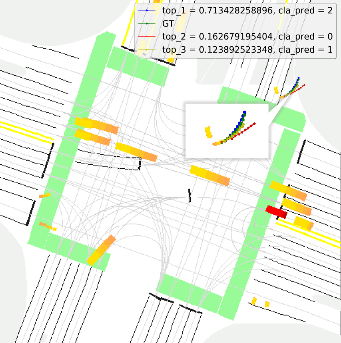 top_1 = 0.713428258896, cla_pred = 2
GT
top_2 = 0.162679195404, cla_pred = 0
top_3 = 0.123892523348, cla_pred = 1